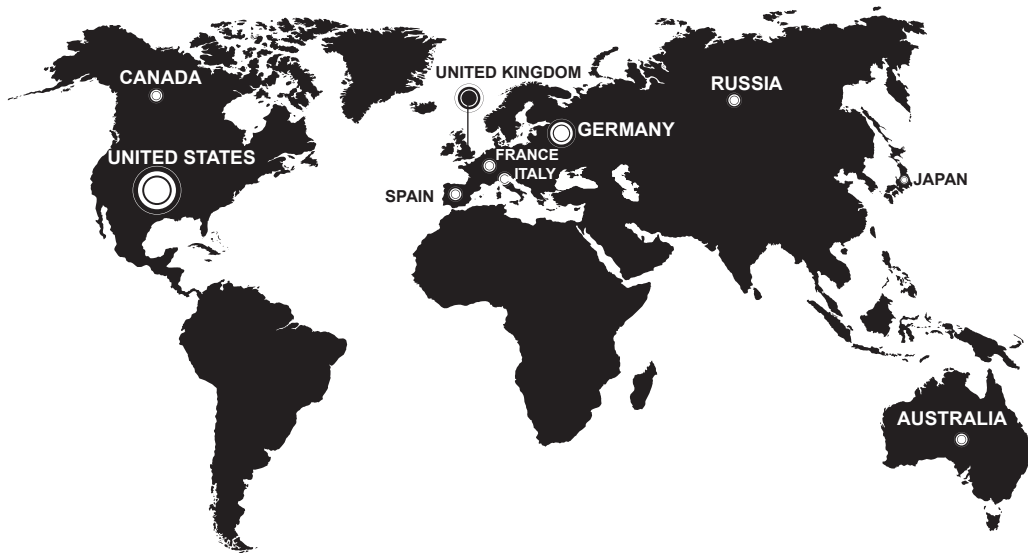 UNITED KINGDOM
CANADA
RUSSIA
GERMANY
UNITED STATES
FRANCE
ITALY
JAPAN
SPAIN
AUSTRALIA